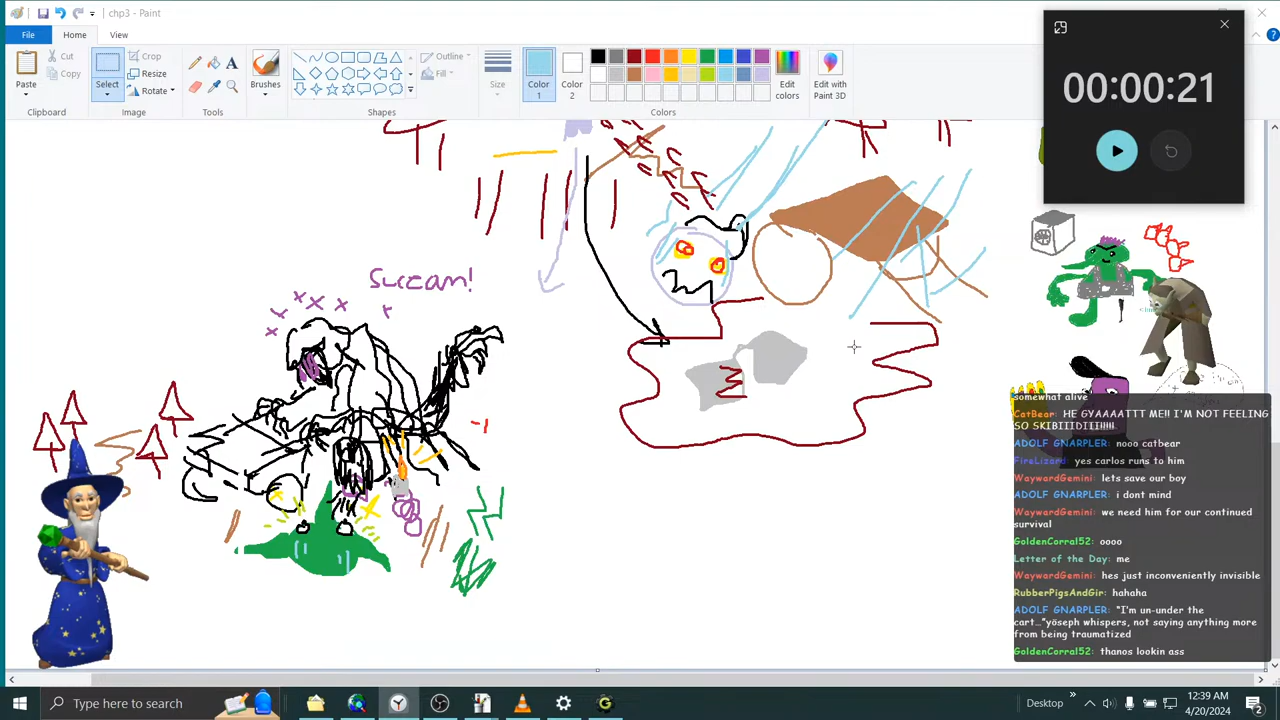 chp3 - Paint
File
Home
View
Paste
Cut
Copy
Clipboard
Select
Crop
Resize
Rotate
Image
Tools
Brushes
Shapes
Outline
Fill
Size
Color 1
Color 2
Edit colors
Edit with Paint 3D
Colors
00:00:21
scream!
-1
somewhat alive
CatBear: HE GYAAAATTT ME!! I'M NOT FEELING
SO SKIBIIIDIII!!!!!
ADOLF GNARPLER: nooo catbear
FireLizard: yes carlos runs to him
WaywardGemini: lets save our boy
ADOLF GNARPLER: i dont mind
WaywardGemini: we need him for our continued
survival
GoldenCorral52: oooo
Letter of the Day: me
WaywardGemini: hes just inconveniently invisible
RubberPigsAndGir: hahaha
ADOLF GNARPLER: "I'm un-under the
cart..."yöseph whispers, not saying anything more
from being traumatized
GoldenCorral52: thanos lookin ass
Type here to search
Desktop
12:39 AM
4/20/2024
2